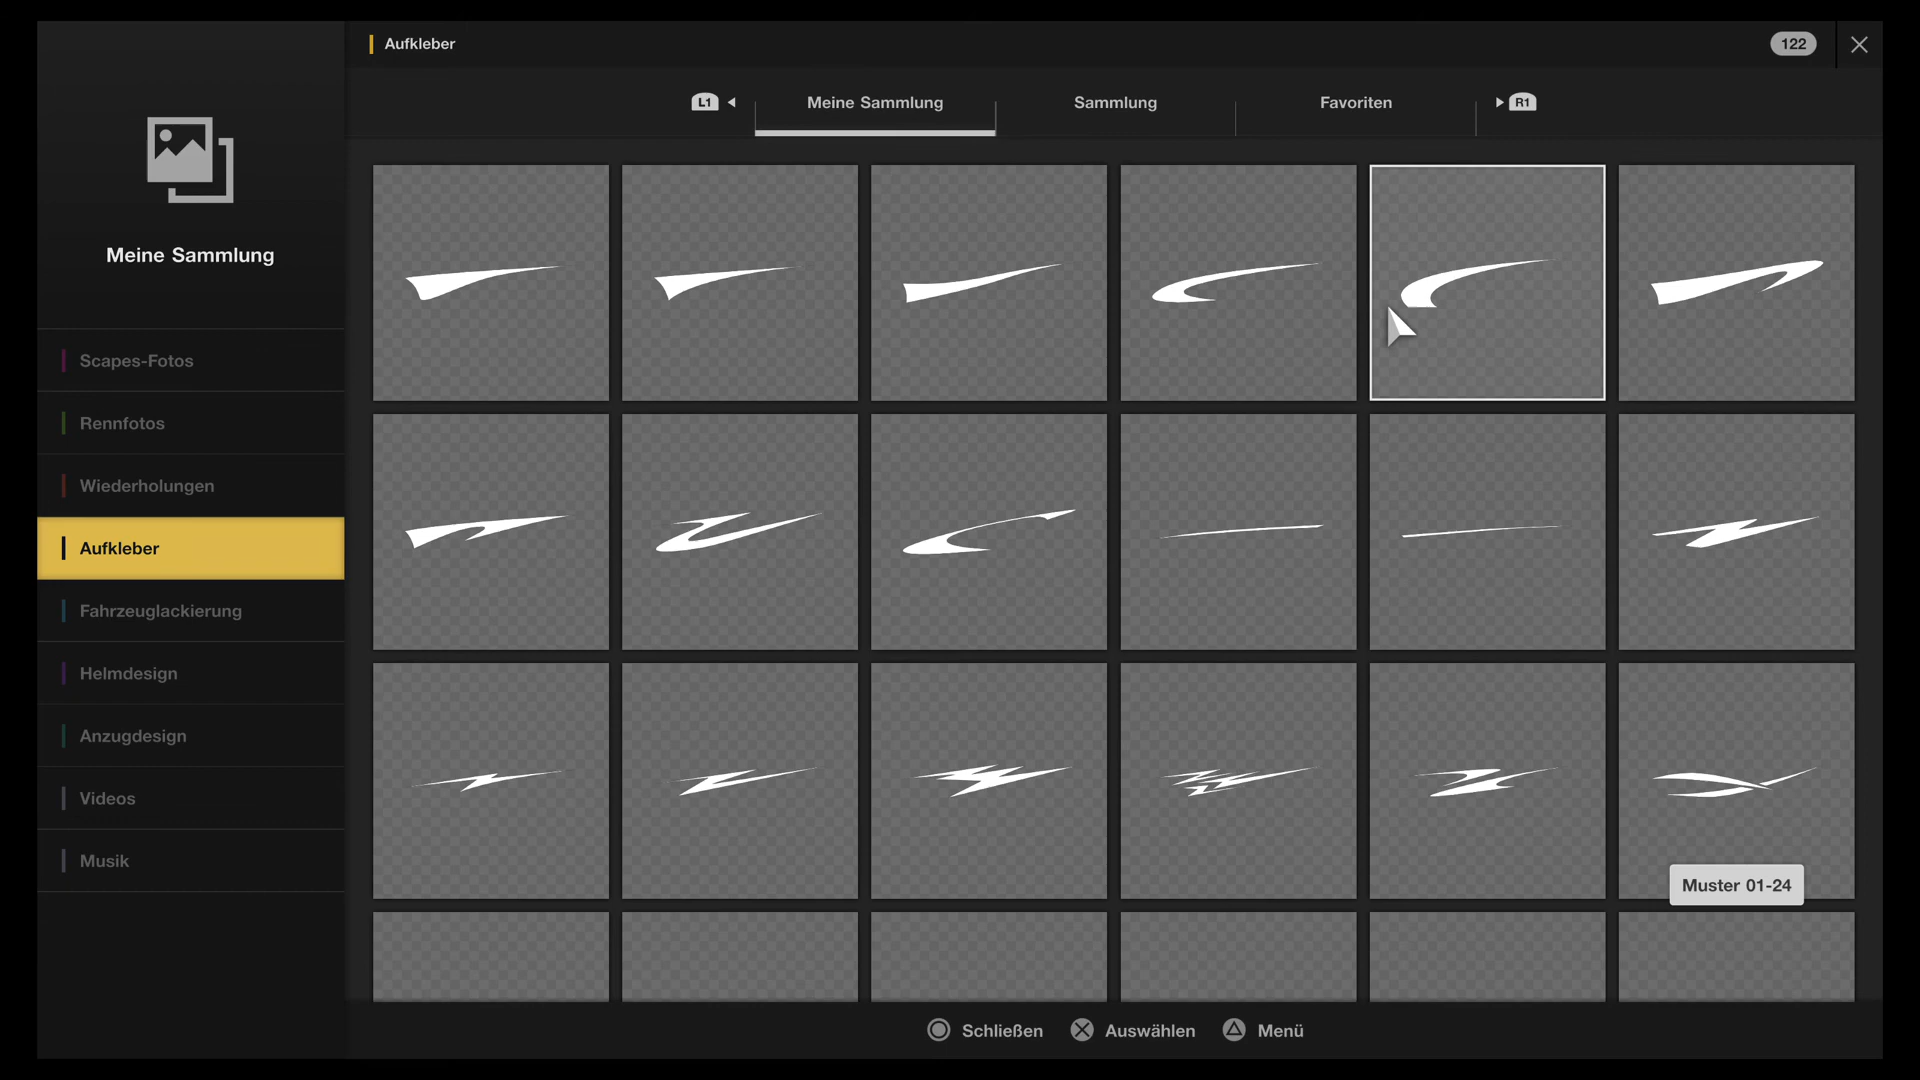 Aufkleber
122
L1
Meine Sammlung
Sammlung
Favoriten
R1
Meine Sammlung
Scapes-Fotos
Rennfotos
Wiederholungen
Aufkleber
Fahrzeuglackierung
Helmdesign
Anzugdesign
Videos
Musik
Muster 01-24
Schließen
Auswählen
Menü